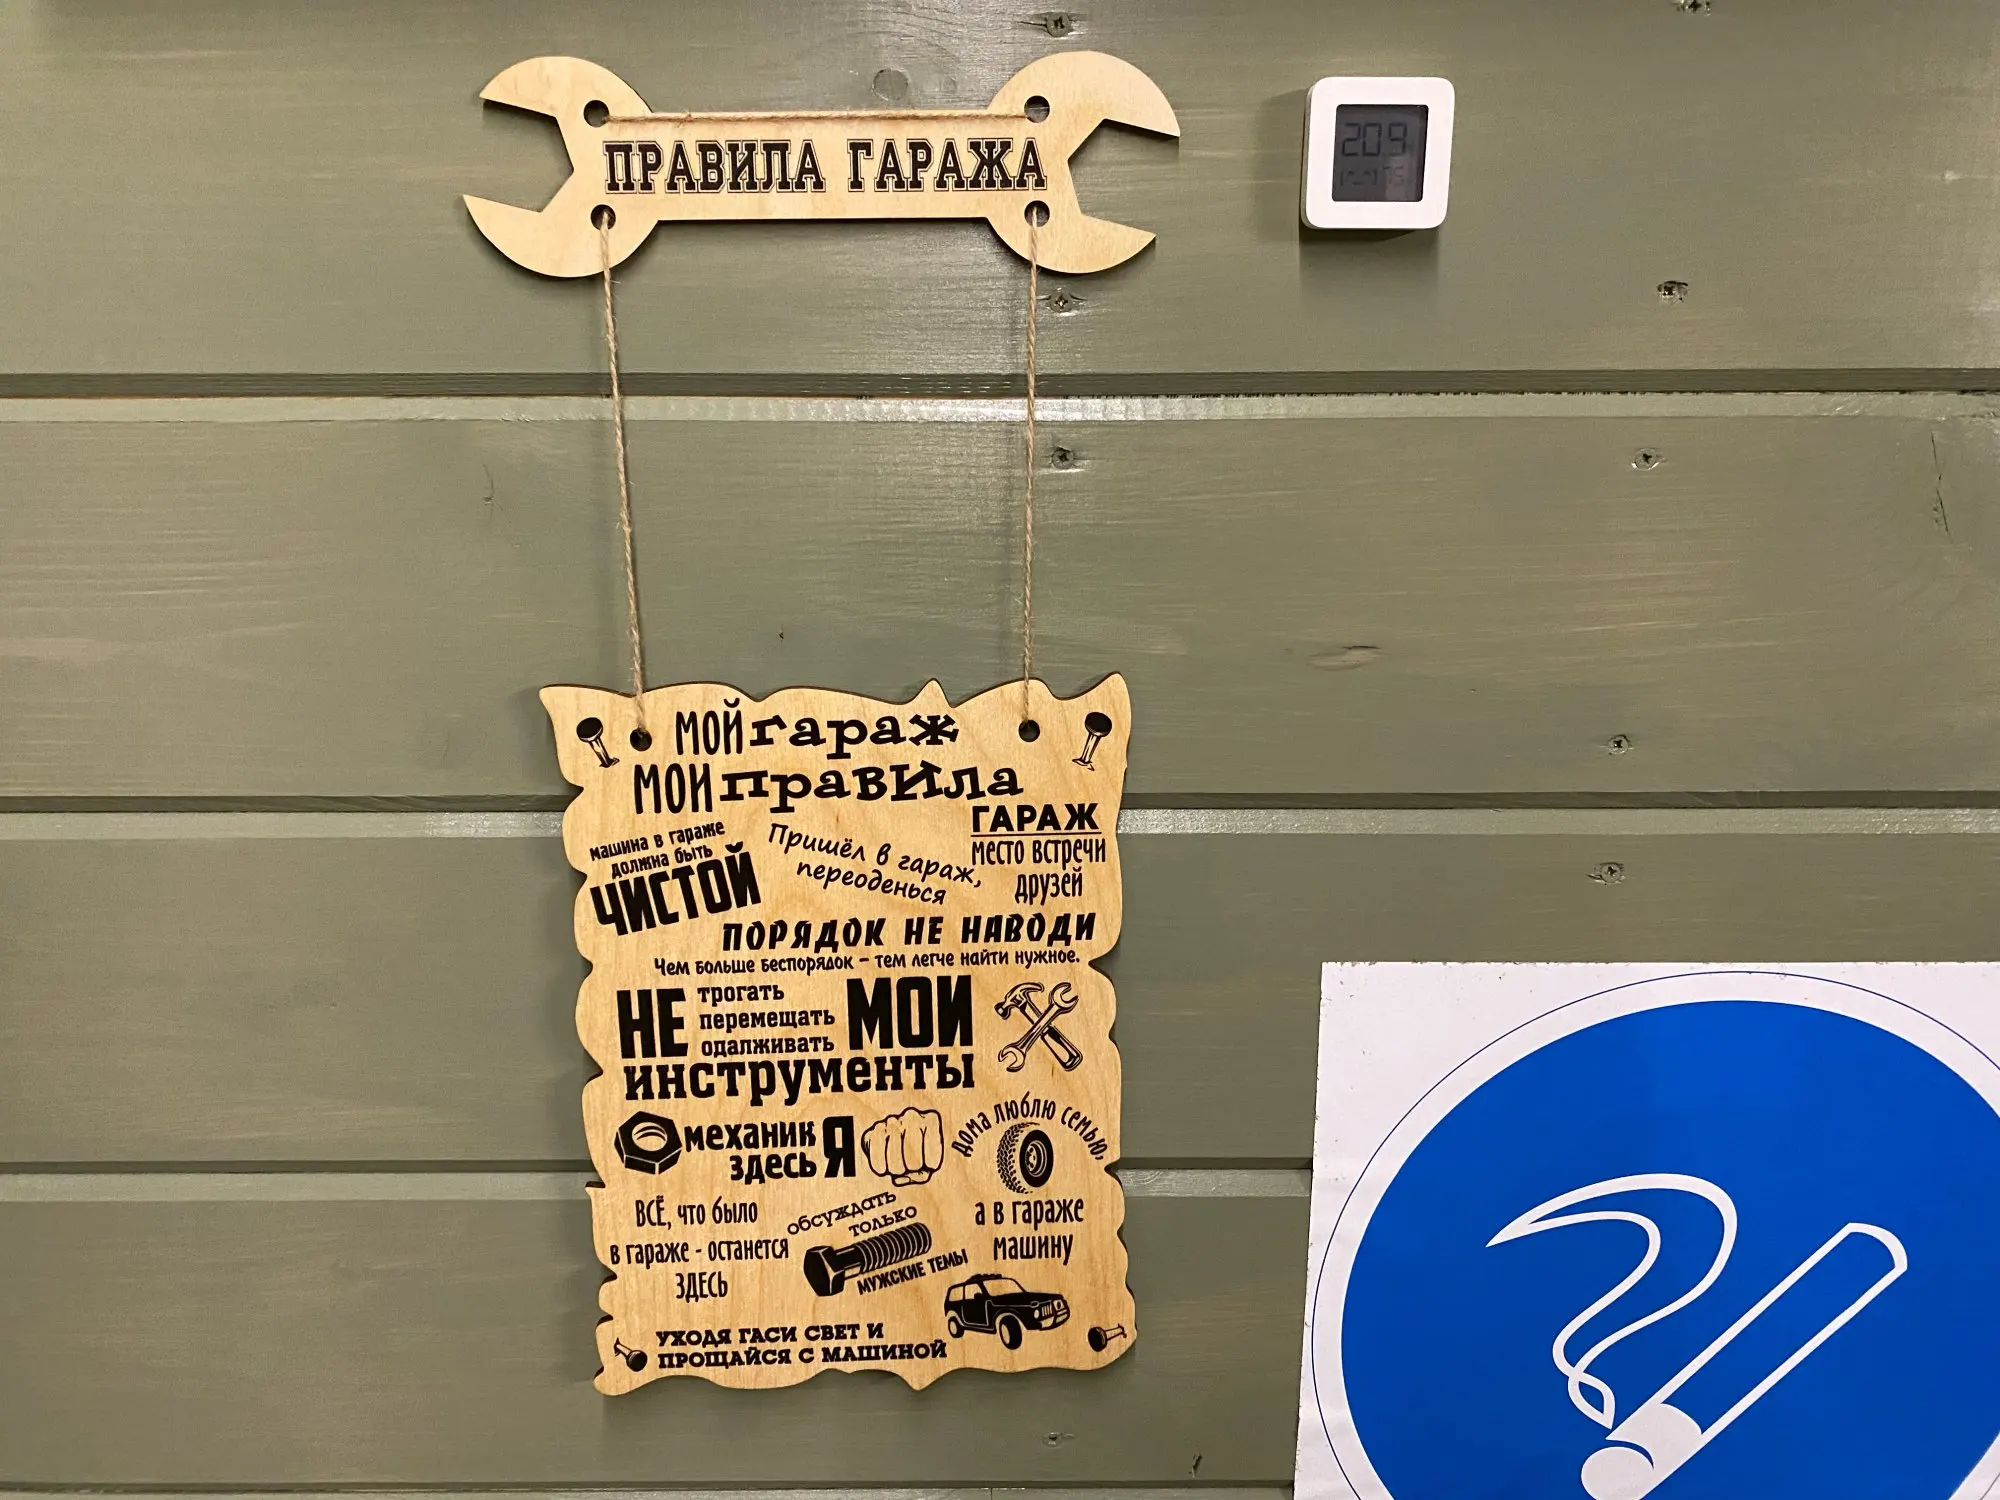 ПРАВИЛА ГАРАЖА
209
МОЙ гараж
МОИ правила
машина в гараже
должна быть
ЧИСТОЙ
Пришёл в гараж,
переоденься
ГАРАЖ
место встречи
друзей
ПОРЯДОК НЕ НАВОДИ
Чем больше беспорядок – тем легче найти нужное.
НЕ трогать
перемещать
одалживать МОИ
инструменты
механик
здесь Я
дома люблю семью,
а в гараже
машину
ВСЁ, что было
в гараже - останется
ЗДЕСЬ
обсуждать
только
МУЖСКИЕ ТЕМЫ
УХОДЯ ГАСИ СВЕТ И
ПРОЩАЙСЯ С МАШИНОЙ